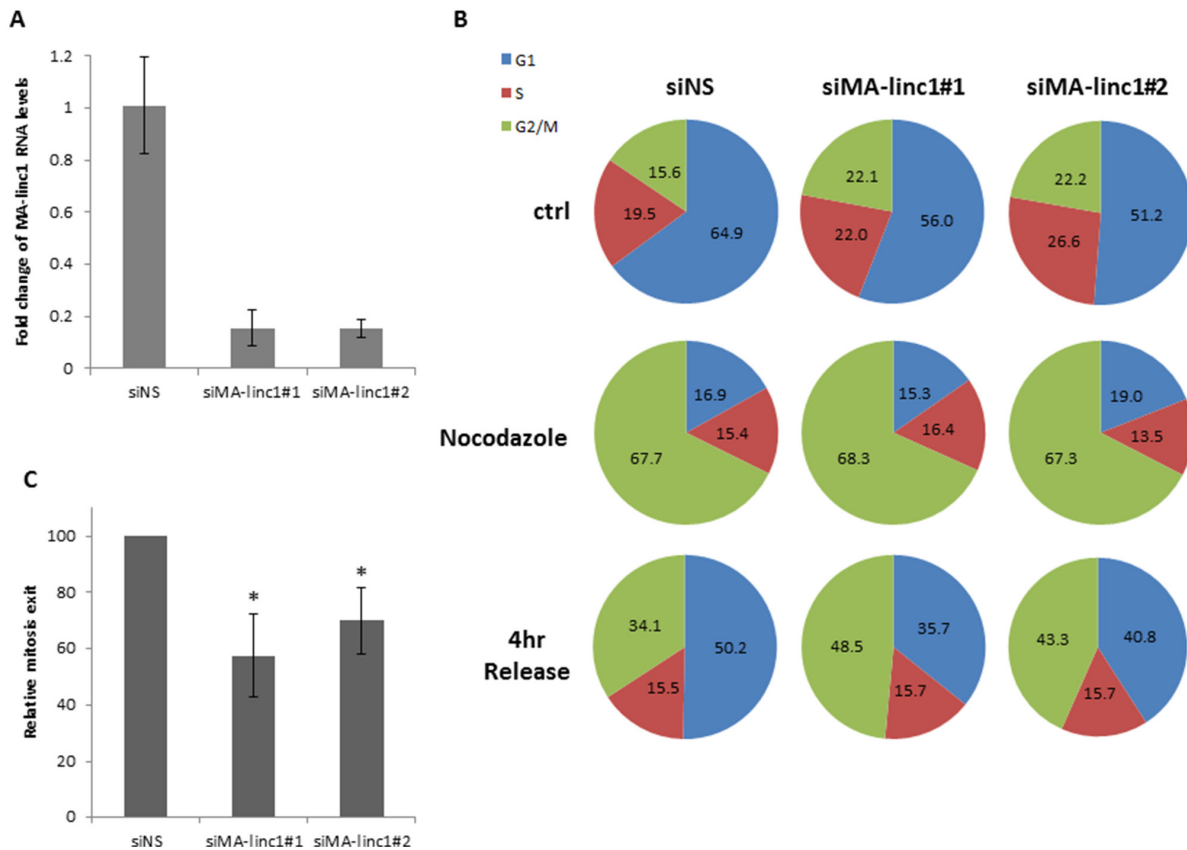 A
Fold change of MA-linc1 RNA levels
1.2
1
0.8
0.6
0.4
0.2
0
siNS
siMA-linc1#1
siMA-linc1#2
B
G1
S
G2/M
siNS
siMA-linc1#1
siMA-linc1#2
ctrl
15.6
19.5
64.9
22.1
22.0
56.0
22.2
26.6
51.2
Nocodazole
16.9
15.4
67.7
15.3
16.4
68.3
19.0
13.5
67.3
4hr
Release
34.1
50.2
15.5
48.5
35.7
15.7
43.3
40.8
15.7
C
Relative mitosis exit
100
80
60
40
20
0
*
*
siNS
siMA-linc1#1
siMA-linc1#2